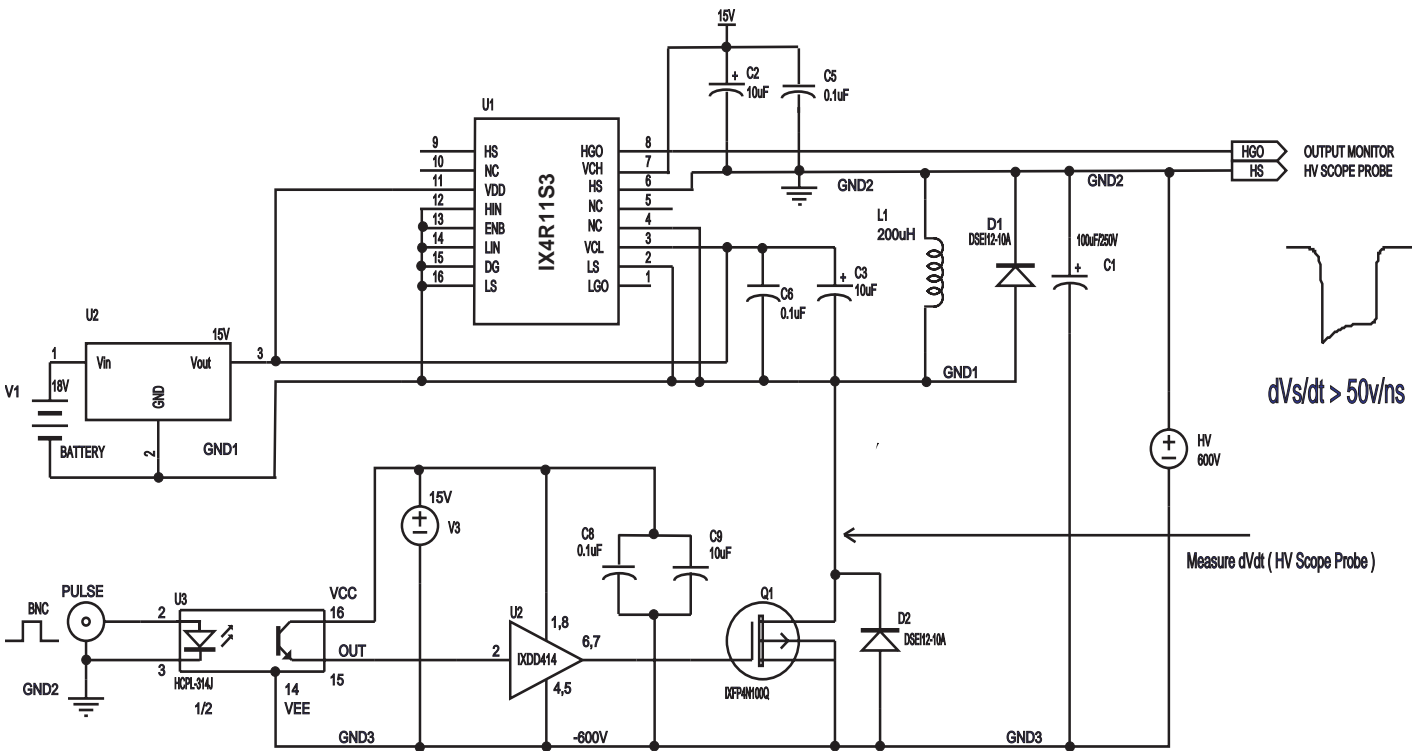 15V
C2
+
10uF
C5
0.1uF
U1
IX4R11S3
9 HS
10 NC
11 VDD
12 HIN
13 ENB
14 LIN
15 DG
16 LS
HGO 8
VCH 7
HS 6
NC 5
NC 4
VCL 3
LS 2
LGO 1
HGO OUTPUT MONITOR
HS HV SCOPE PROBE
GND2
GND2
L1
200uH
D1
DSEI12-10A
100uF/250V
+
C1
C6
0.1uF
+
C3
10uF
U2
15V
1
Vin
Vout
3
GND
2
V1
18V
BATTERY
GND1
GND1
dVs/dt > 50v/ns
+
HV
600V
Measure dVdt ( HV Scope Probe )
15V
+
V3
C8
0.1uF
C9
10uF
BNC
PULSE
GND2
U3
2
3
HCPL-314J
1/2
VCC
16
OUT
15
14
VEE
U2
2
IXDD414
1,8
6,7
4,5
Q1
IXFP4N100Q
D2
DSEI12-10A
GND3
-600V
GND3